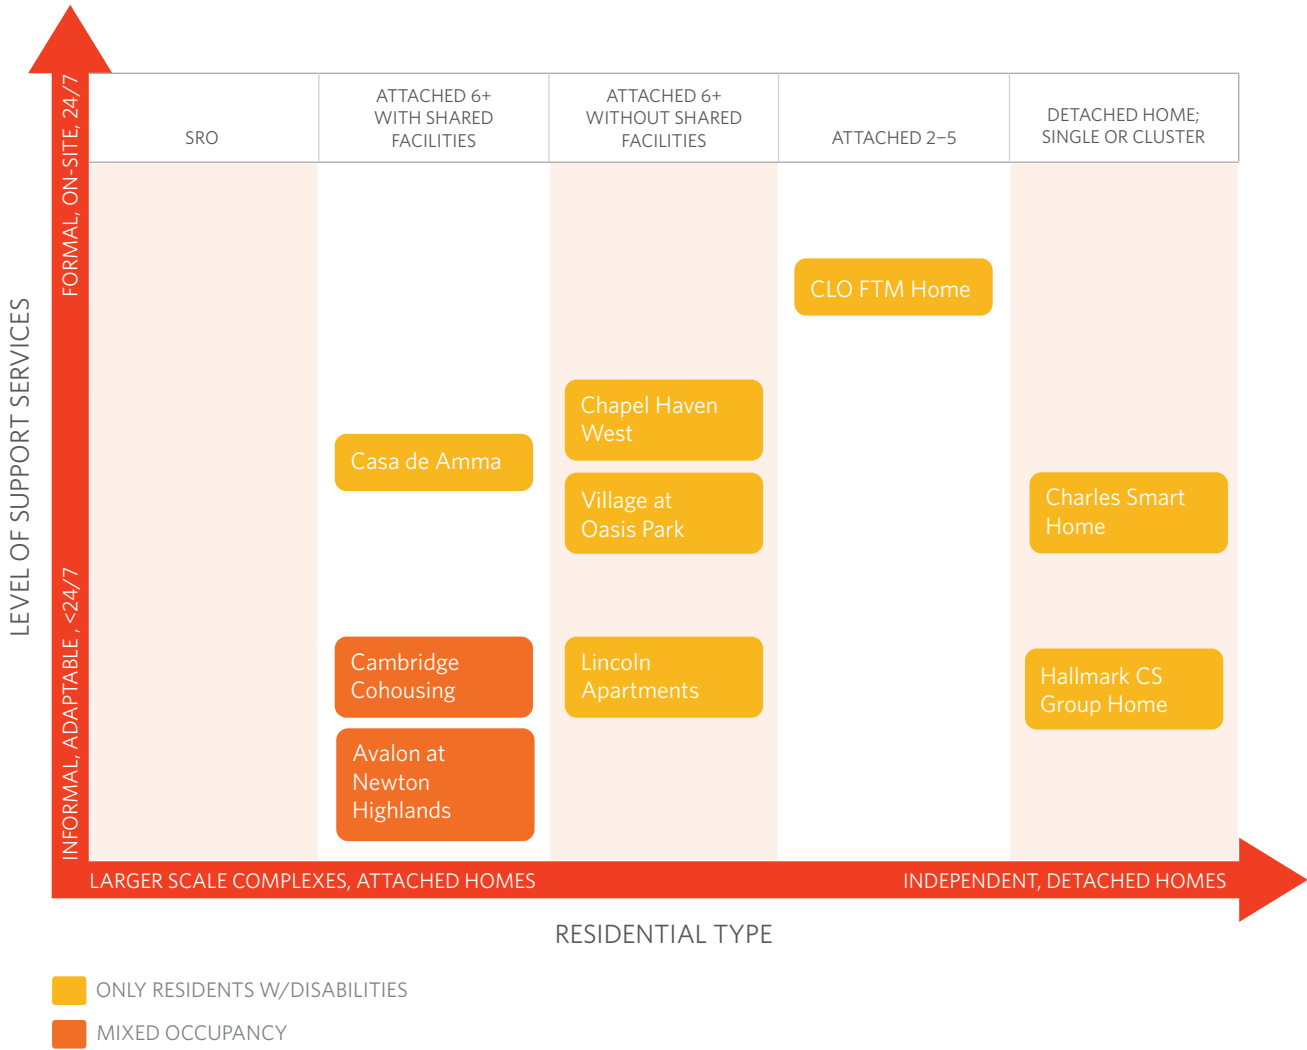 SRO
ATTACHED 6+
WITH SHARED
FACILITIES
ATTACHED 6+
WITHOUT SHARED
FACILITIES
ATTACHED 2–5
DETACHED HOME;
SINGLE OR CLUSTER
LEVEL OF SUPPORT SERVICES
FORMAL, ON-SITE, 24/7
INFORMAL, ADAPTABLE , <24/7
CLO FTM Home
Chapel Haven
West
Casa de Amma
Village at
Oasis Park
Charles Smart
Home
Cambridge
Cohousing
Lincoln
Apartments
Hallmark CS
Group Home
Avalon at
Newton
Highlands
LARGER SCALE COMPLEXES, ATTACHED HOMES
INDEPENDENT, DETACHED HOMES
RESIDENTIAL TYPE
ONLY RESIDENTS W/DISABILITIES
MIXED OCCUPANCY